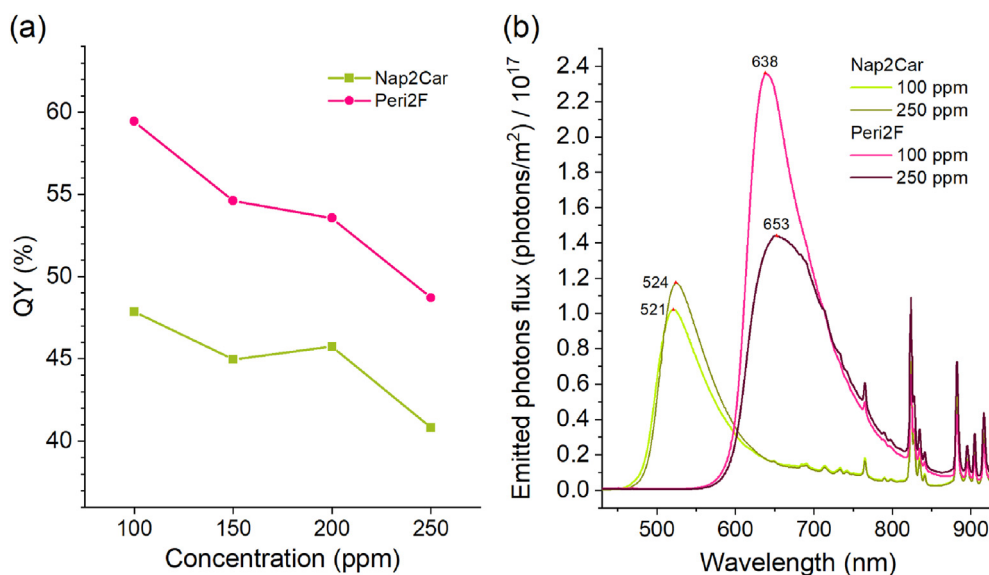 (a)
Nap2Car
Peri2F
QY (%)
60
55
50
45
40
100 150 200 250
Concentration (ppm)
(b)
Emitted photons flux (photons/m²) / 10¹⁷
2.4
2.2
2.0
1.8
1.6
1.4
1.2
1.0
0.8
0.6
0.4
0.2
0.0
638
653
524
521
Nap2Car
100 ppm
250 ppm
Peri2F
100 ppm
250 ppm
500 600 700 800 900
Wavelength (nm)